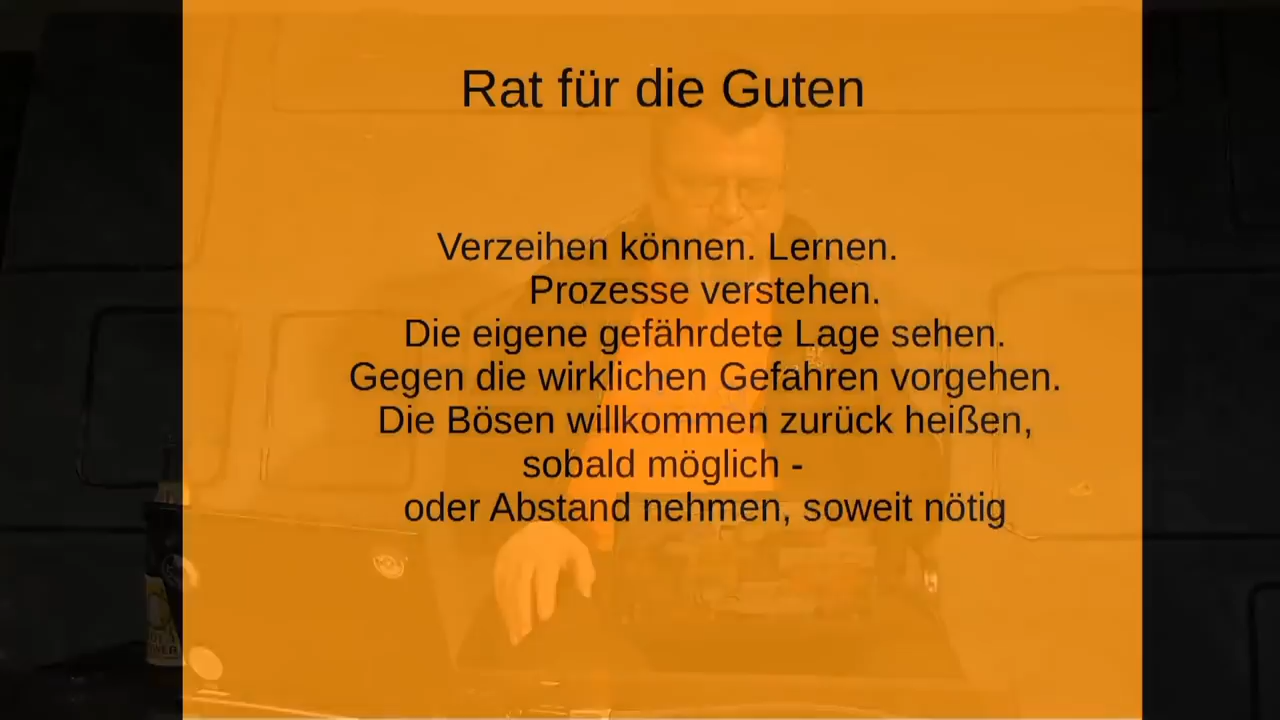 Rat für die Guten
Verzeihen können. Lernen.
Prozesse verstehen.
Die eigene gefährdete Lage sehen.
Gegen die wirklichen Gefahren vorgehen.
Die Bösen willkommen zurück heißen,
sobald möglich -
oder Abstand nehmen, soweit nötig